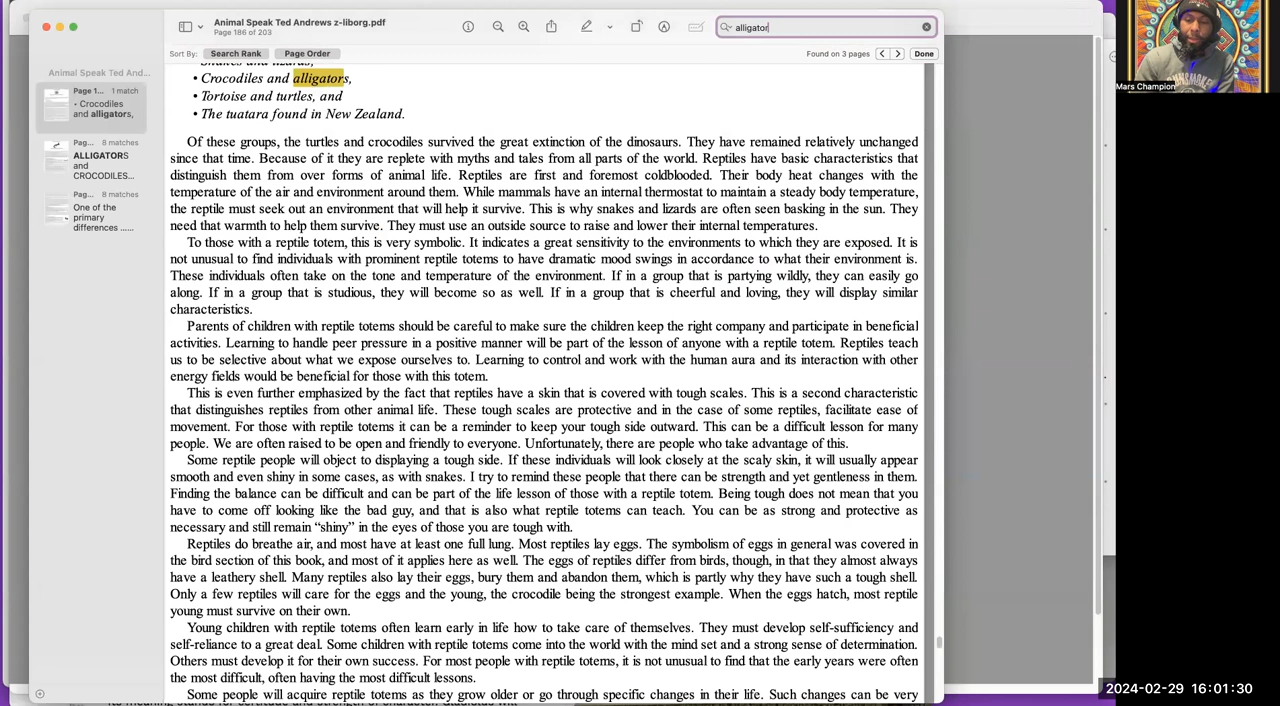 Animal Speak Ted Andrews z-liborg.pdf
Page 186 of 203
alligator
Sort By:
Search Rank
Page Order
Found on 3 pages
Done
Animal Speak Ted And...
Page 1... 1 match
• Crocodiles
and alligators,
Pag... 8 matches
ALLIGATORS
and
CROCODILES...
Pag... 8 matches
One of the
primary
differences ......
• Snakes and lizards,
• Crocodiles and alligators,
• Tortoise and turtles, and
• The tuatara found in New Zealand.
Of these groups, the turtles and crocodiles survived the great extinction of the dinosaurs. They have remained relatively unchanged
since that time. Because of it they are replete with myths and tales from all parts of the world. Reptiles have basic characteristics that
distinguish them from over forms of animal life. Reptiles are first and foremost coldblooded. Their body heat changes with the
temperature of the air and environment around them. While mammals have an internal thermostat to maintain a steady body temperature,
the reptile must seek out an environment that will help it survive. This is why snakes and lizards are often seen basking in the sun. They
need that warmth to help them survive. They must use an outside source to raise and lower their internal temperatures.
To those with a reptile totem, this is very symbolic. It indicates a great sensitivity to the environments to which they are exposed. It is
not unusual to find individuals with prominent reptile totems to have dramatic mood swings in accordance to what their environment is.
These individuals often take on the tone and temperature of the environment. If in a group that is partying wildly, they can easily go
along. If in a group that is studious, they will become so as well. If in a group that is cheerful and loving, they will display similar
characteristics.
Parents of children with reptile totems should be careful to make sure the children keep the right company and participate in beneficial
activities. Learning to handle peer pressure in a positive manner will be part of the lesson of anyone with a reptile totem. Reptiles teach
us to be selective about what we expose ourselves to. Learning to control and work with the human aura and its interaction with other
energy fields would be beneficial for those with this totem.
This is even further emphasized by the fact that reptiles have a skin that is covered with tough scales. This is a second characteristic
that distinguishes reptiles from other animal life. These tough scales are protective and in the case of some reptiles, facilitate ease of
movement. For those with reptile totems it can be a reminder to keep your tough side outward. This can be a difficult lesson for many
people. We are often raised to be open and friendly to everyone. Unfortunately, there are people who take advantage of this.
Some reptile people will object to displaying a tough side. If these individuals will look closely at the scaly skin, it will usually appear
smooth and even shiny in some cases, as with snakes. I try to remind these people that there can be strength and yet gentleness in them.
Finding the balance can be difficult and can be part of the life lesson of those with a reptile totem. Being tough does not mean that you
have to come off looking like the bad guy, and that is also what reptile totems can teach. You can be as strong and protective as
necessary and still remain “shiny” in the eyes of those you are tough with.
Reptiles do breathe air, and most have at least one full lung. Most reptiles lay eggs. The symbolism of eggs in general was covered in
the bird section of this book, and most of it applies here as well. The eggs of reptiles differ from birds, though, in that they almost always
have a leathery shell. Many reptiles also lay their eggs, bury them and abandon them, which is partly why they have such a tough shell.
Only a few reptiles will care for the eggs and the young, the crocodile being the strongest example. When the eggs hatch, most reptile
young must survive on their own.
Young children with reptile totems often learn early in life how to take care of themselves. They must develop self-sufficiency and
self-reliance to a great deal. Some children with reptile totems come into the world with the mind set and a strong sense of determination.
Others must develop it for their own success. For most people with reptile totems, it is not unusual to find that the early years were often
the most difficult, often having the most difficult lessons.
Some people will acquire reptile totems as they grow older or go through specific changes in their life. Such changes can be very
Mars Champion
2024-02-29 16:01:30